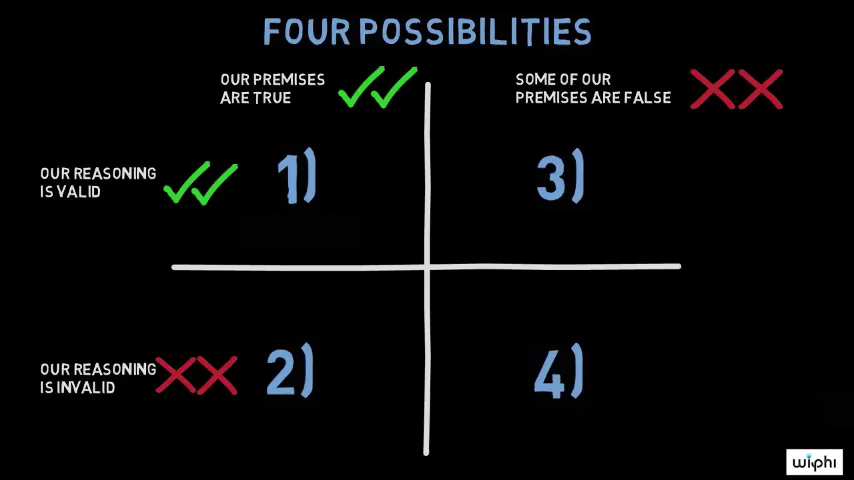 FOUR POSSIBILITIES
OUR PREMISES
ARE TRUE
SOME OF OUR
PREMISES ARE FALSE
OUR REASONING
IS VALID
1)
3)
OUR REASONING
IS INVALID
2)
4)
wiphi